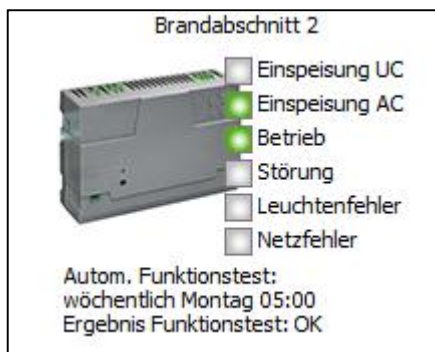 Brandabschnitt 2
Einspeisung UC
Einspeisung AC
Betrieb
Störung
Leuchtenfehler
Netzfehler
Autom. Funktionstest:
wöchentlich Montag 05:00
Ergebnis Funktionstest: OK